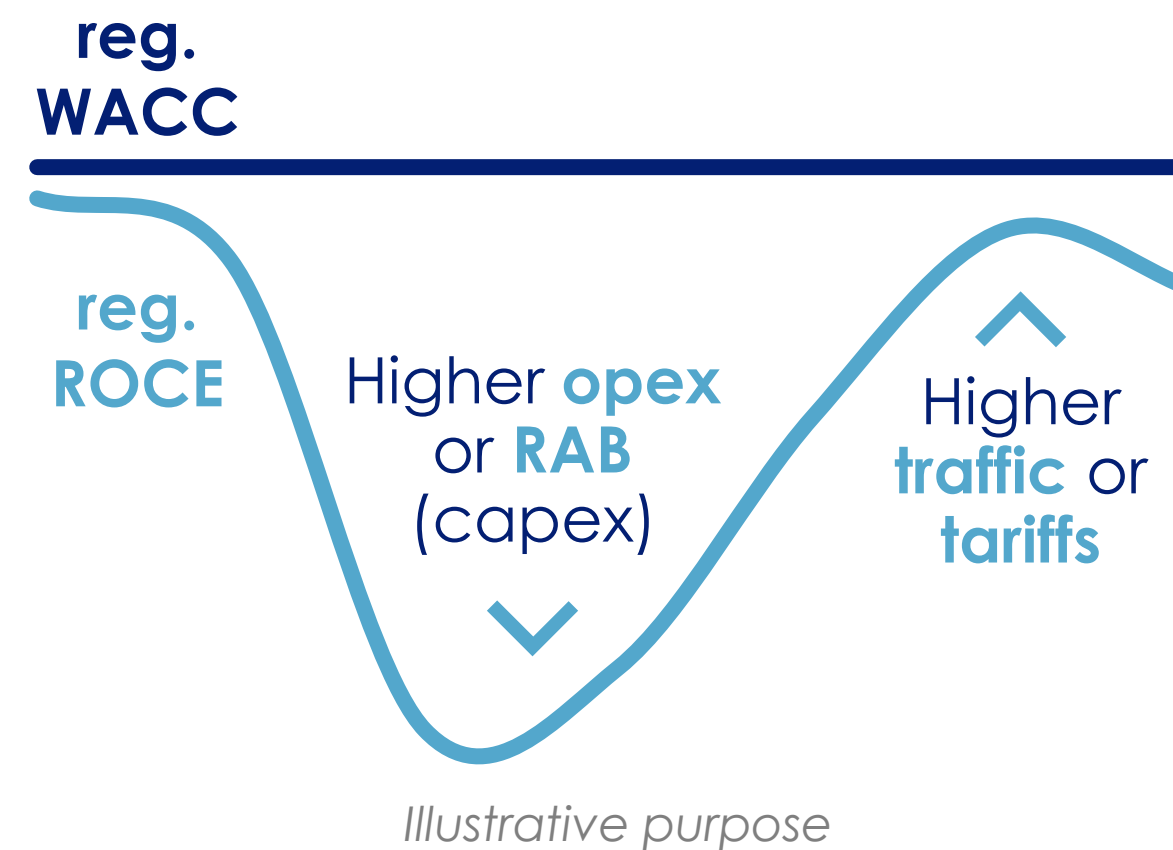 reg.
WACC
reg.
ROCE
Higher opex
or RAB
(capex)
Higher
traffic or
tariffs
Illustrative purpose